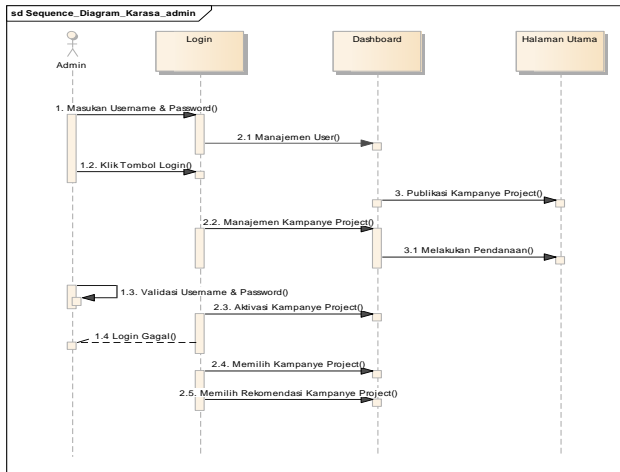 sd Sequence_Diagram_Karasa_admin
Admin
Login
Dashboard
Halaman Utama
1. Masukan Username & Password()
2.1 Manajemen User()
1.2. Klik Tombol Login()
3. Publikasi Kampanye Project()
2.2. Manajemen Kampanye Project()
3.1 Melakukan Pendanaan()
1.3. Validasi Username & Password()
2.3. Aktivasi Kampanye Project()
1.4 Login Gagal()
2.4. Memilih Kampanye Project()
2.5. Memilih Rekomendasi Kampanye Project()